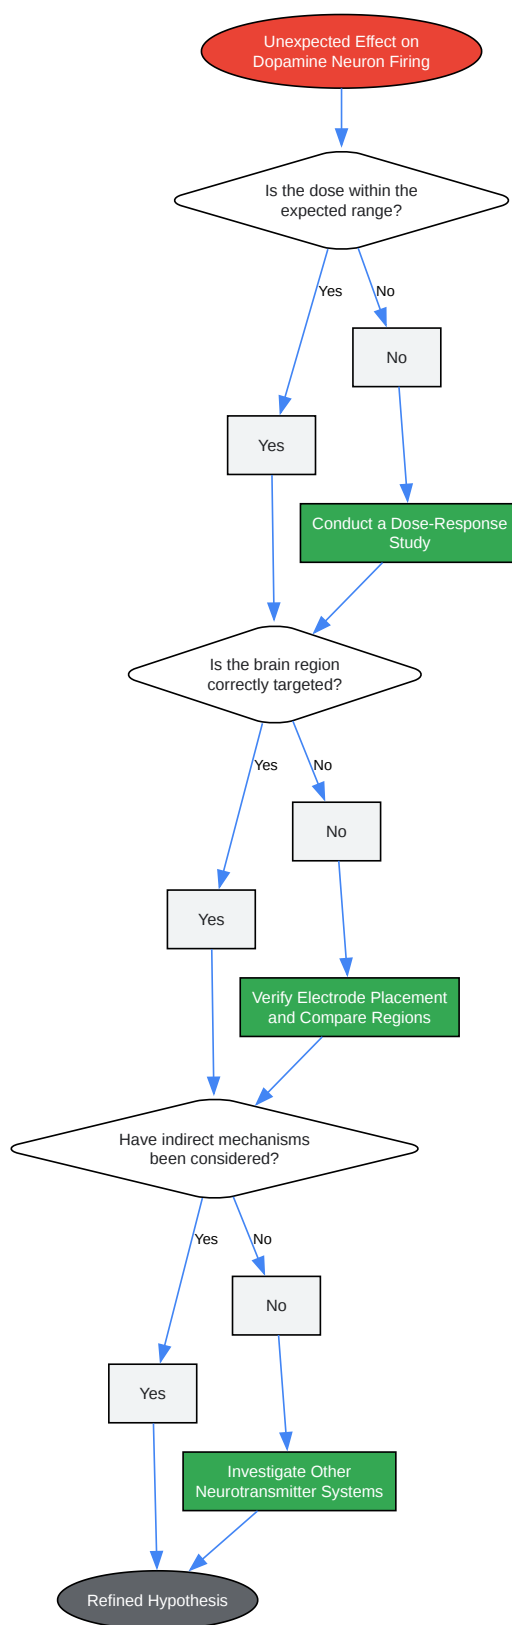 Unexpected Effect on
Dopamine Neuron Firing
Is the dose within the
expected range?
Yes
No
No
Yes
Conduct a Dose-Response
Study
Is the brain region
correctly targeted?
Yes
No
No
Yes
Verify Electrode Placement
and Compare Regions
Have indirect mechanisms
been considered?
Yes
No
No
Yes
Investigate Other
Neurotransmitter Systems
Refined Hypothesis